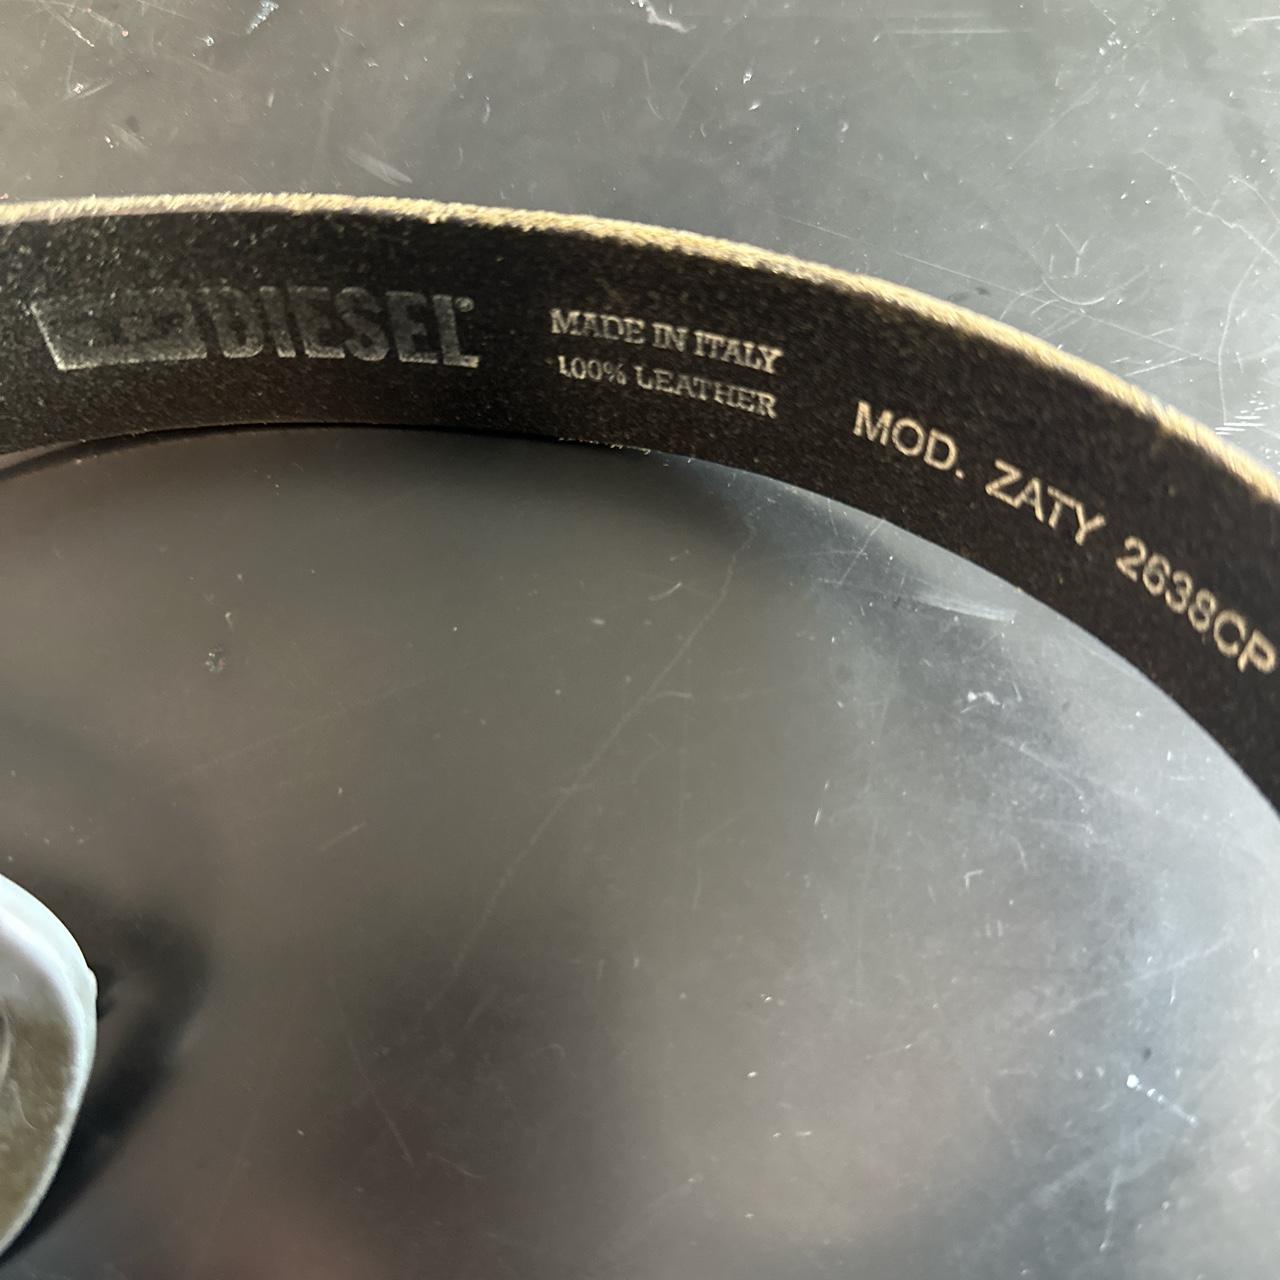 DIESEL
MADE IN ITALY
100% LEATHER
MOD. ZATY 2638CP